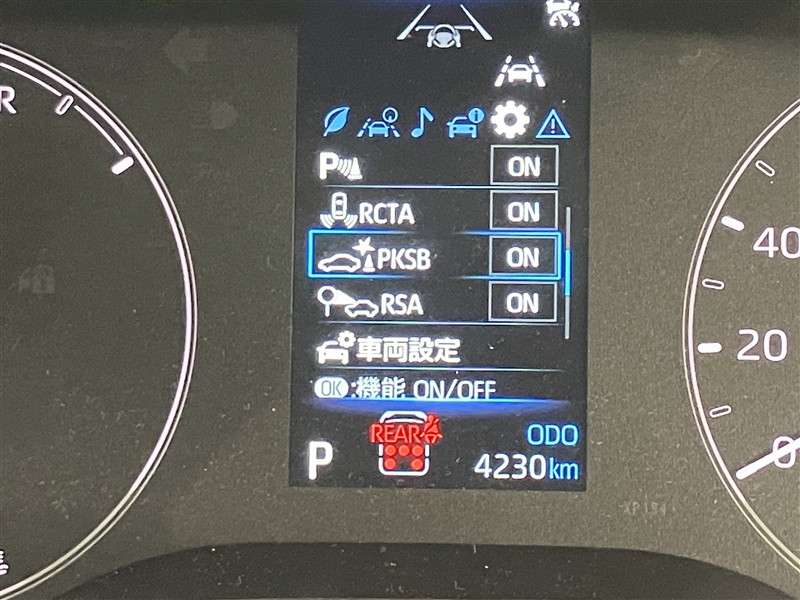 R
P ON
RCTA ON
PKSB ON
RSA ON
車両設定
OK:機能 ON/OFF
REAR
P
ODO
4230km
40
20
0